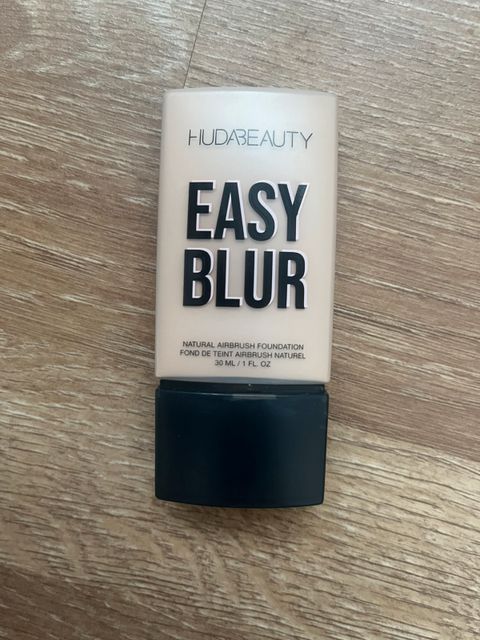 HUDABEAUTY
EASY
BLUR
NATURAL AIRBRUSH FOUNDATION
FOND DE TEINT AIRBRUSH NATUREL
30 ML / 1 FL. OZ